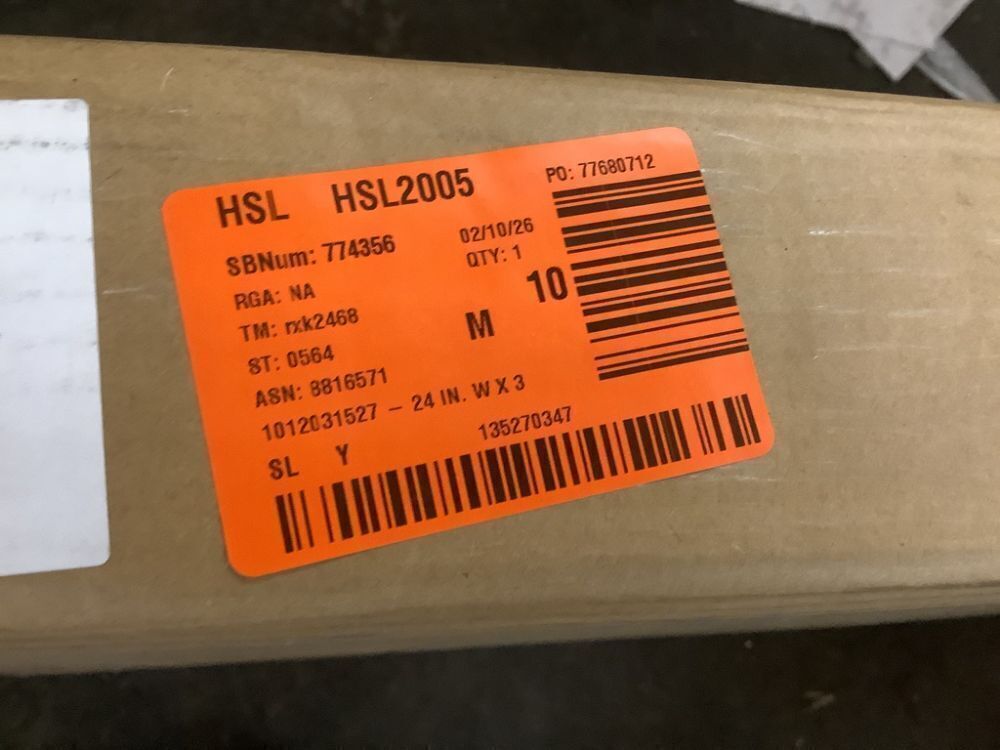 HSL HSL2005
PO: 77680712
SBNum: 774356
02/10/26
RGA: NA
QTY: 1
10
TM: rxk2468
M
ST: 0564
ASN: 8816571
1012031527 - 24 IN. W X 3
SL Y
135270347